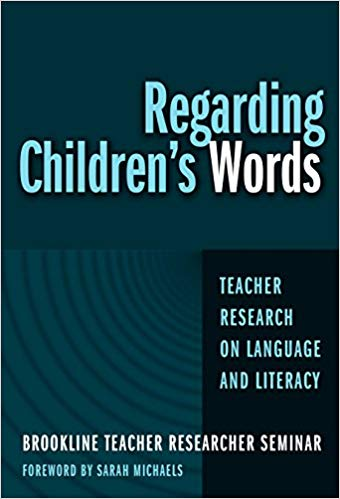 Regarding
Children's Words
TEACHER
RESEARCH
ON LANGUAGE
AND LITERACY
BROOKLINE TEACHER RESEARCHER SEMINAR
FOREWORD BY SARAH MICHAELS